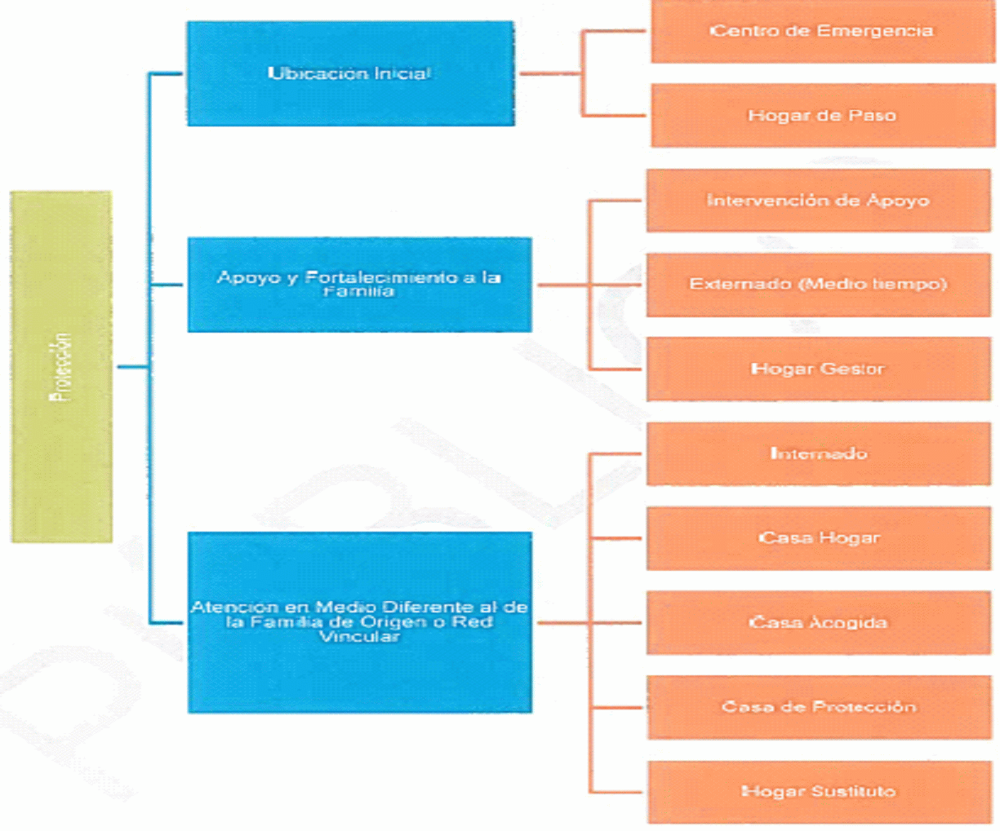 Protección
Ubicación Inicial
Centro de Emergencia
Hogar de Paso
Apoyo y Fortalecimiento a la
Familia
Intervención de Apoyo
Externado (Medio tiempo)
Hogar Gestor
Atención en Medio Diferente al de
la Familia de Origen o Red
Vincular
Internado
Casa Hogar
Casa Acogida
Casa de Protección
Hogar Sustituto